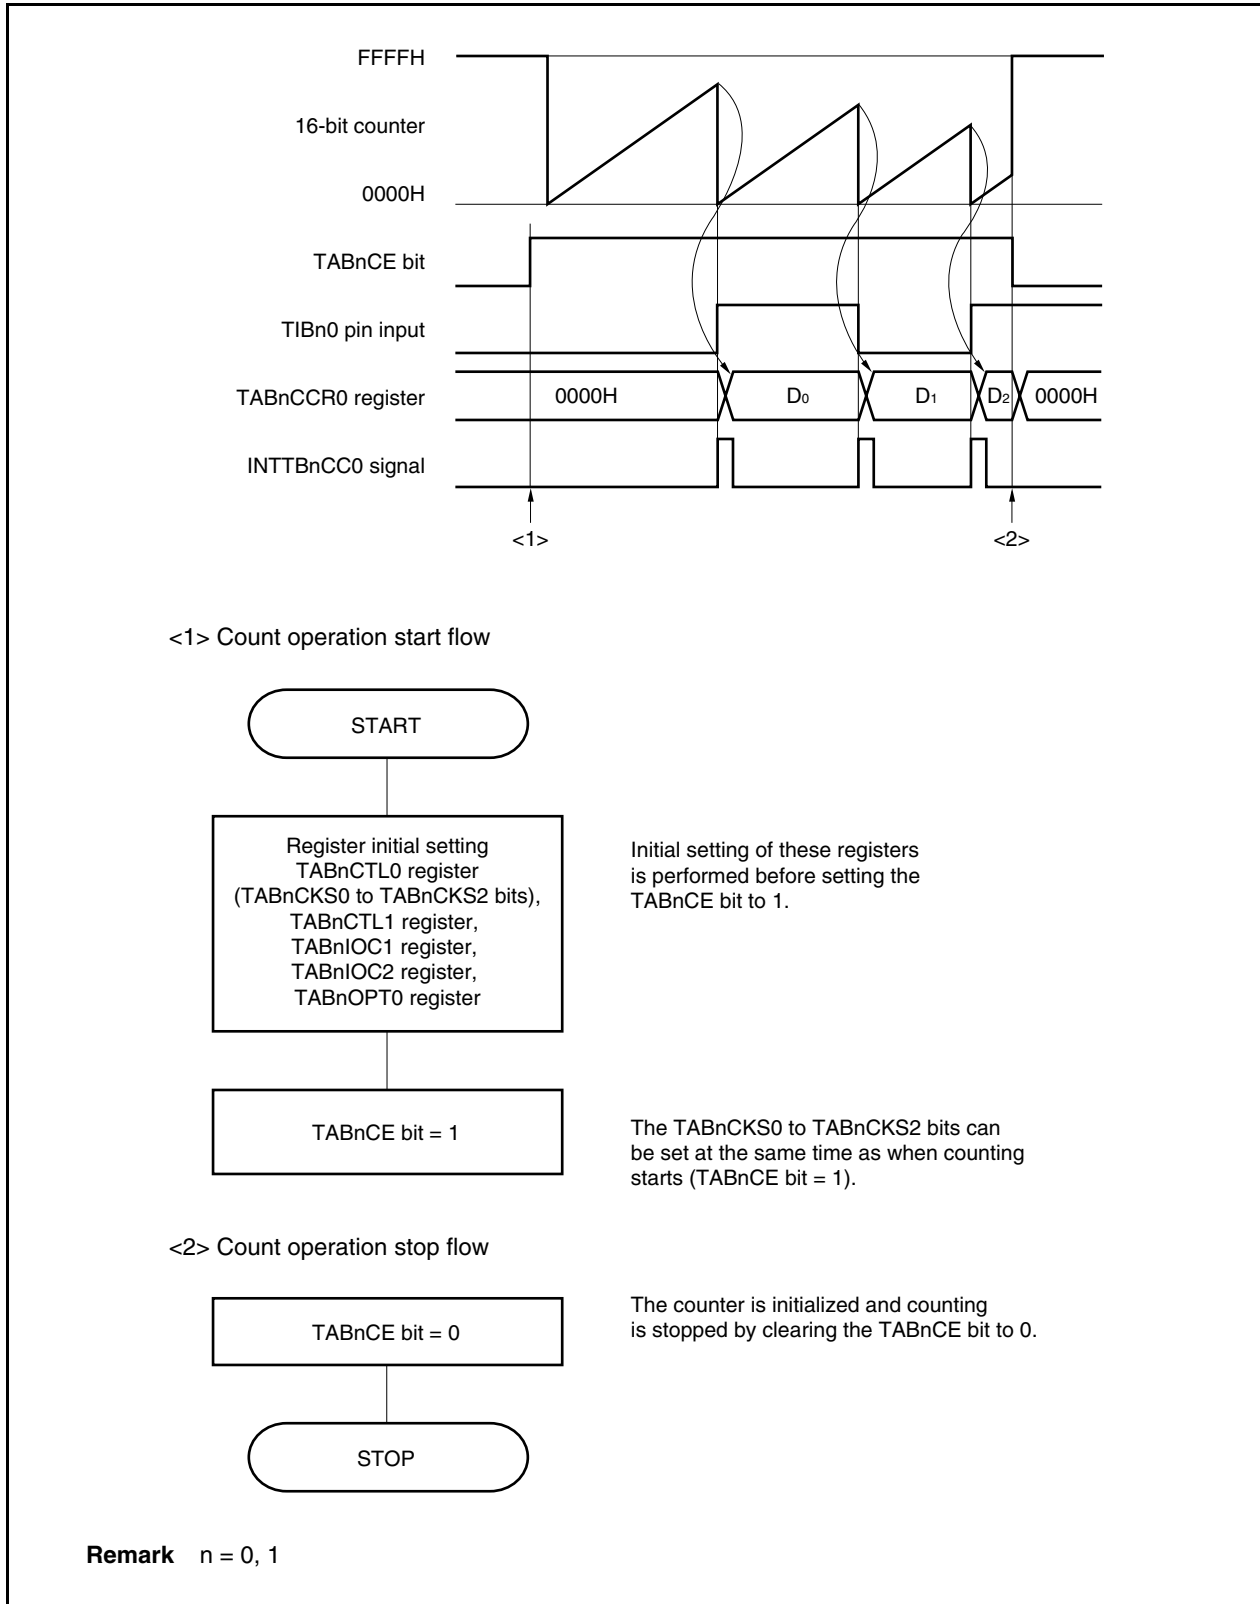 FFFFH
16-bit counter
0000H
TABnCE bit
TIBn0 pin input
TABnCCR0 register
0000H
D0
D1
D2
0000H
INTTBnCC0 signal
<1>
<2>
<1> Count operation start flow
START
Register initial setting
TABnCTL0 register
(TABnCKS0 to TABnCKS2 bits),
TABnCTL1 register,
TABnIOC1 register,
TABnIOC2 register,
TABnOPT0 register
Initial setting of these registers
is performed before setting the
TABnCE bit to 1.
TABnCE bit = 1
The TABnCKS0 to TABnCKS2 bits can
be set at the same time as when counting
starts (TABnCE bit = 1).
<2> Count operation stop flow
TABnCE bit = 0
The counter is initialized and counting
is stopped by clearing the TABnCE bit to 0.
STOP
Remark n = 0, 1